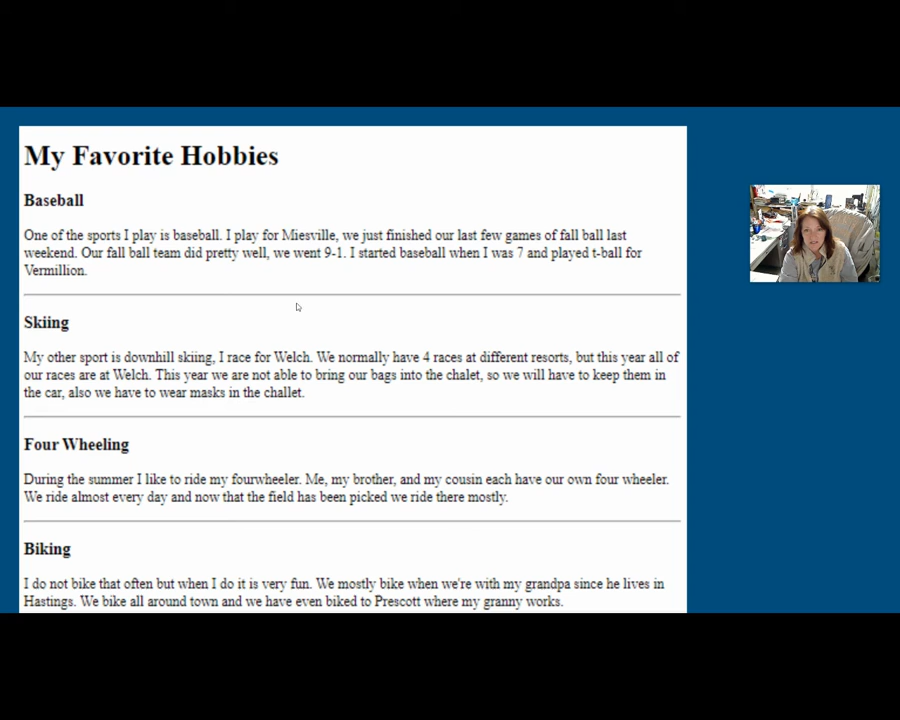 My Favorite Hobbies
Baseball
One of the sports I play is baseball. I play for Miesville, we just finished our last few games of fall ball last
weekend. Our fall ball team did pretty well, we went 9-1. I started baseball when I was 7 and played t-ball for
Vermillion.
Skiing
My other sport is downhill skiing, I race for Welch. We normally have 4 races at different resorts, but this year all of
our races are at Welch. This year we are not able to bring our bags into the chalet, so we will have to keep them in
the car, also we have to wear masks in the challet.
Four Wheeling
During the summer I like to ride my fourwheeler. Me, my brother, and my cousin each have our own four wheeler.
We ride almost every day and now that the field has been picked we ride there mostly.
Biking
I do not bike that often but when I do it is very fun. We mostly bike when we're with my grandpa since he lives in
Hastings. We bike all around town and we have even biked to Prescott where my granny works.